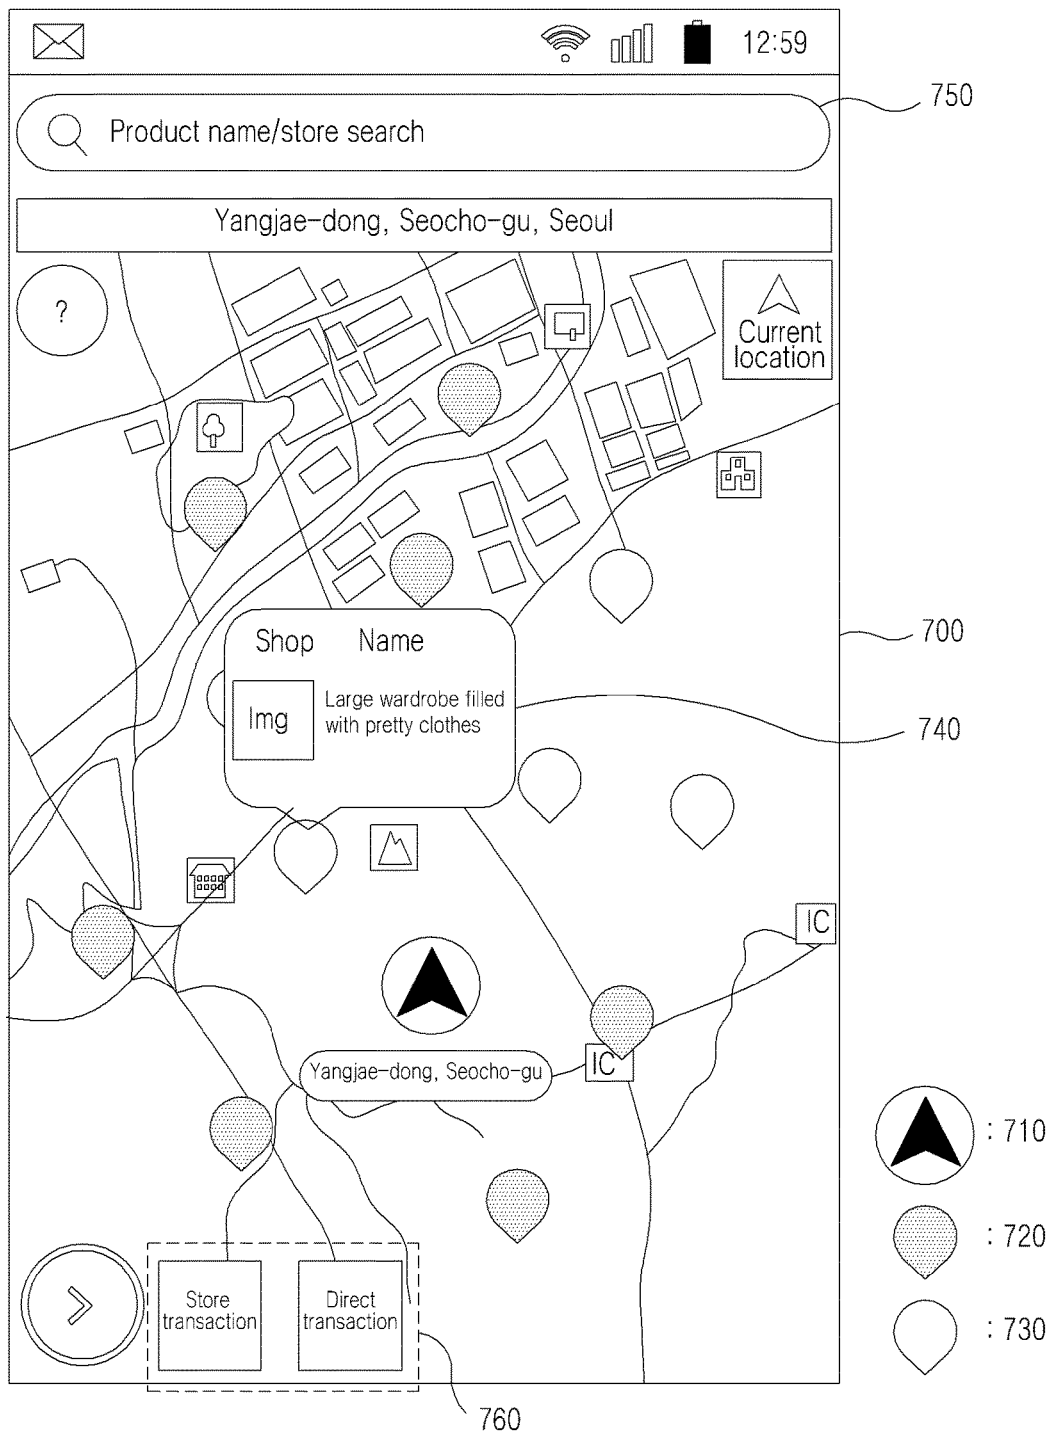 12:59
750
Product name/store search
Yangjae-dong, Seocho-gu, Seoul
?
Current
location
700
Shop Name
Img
Large wardrobe filled
with pretty clothes
740
IC
IC
Yangjae-dong, Seocho-gu
: 710
: 720
: 730
Store
transaction
Direct
transaction
760